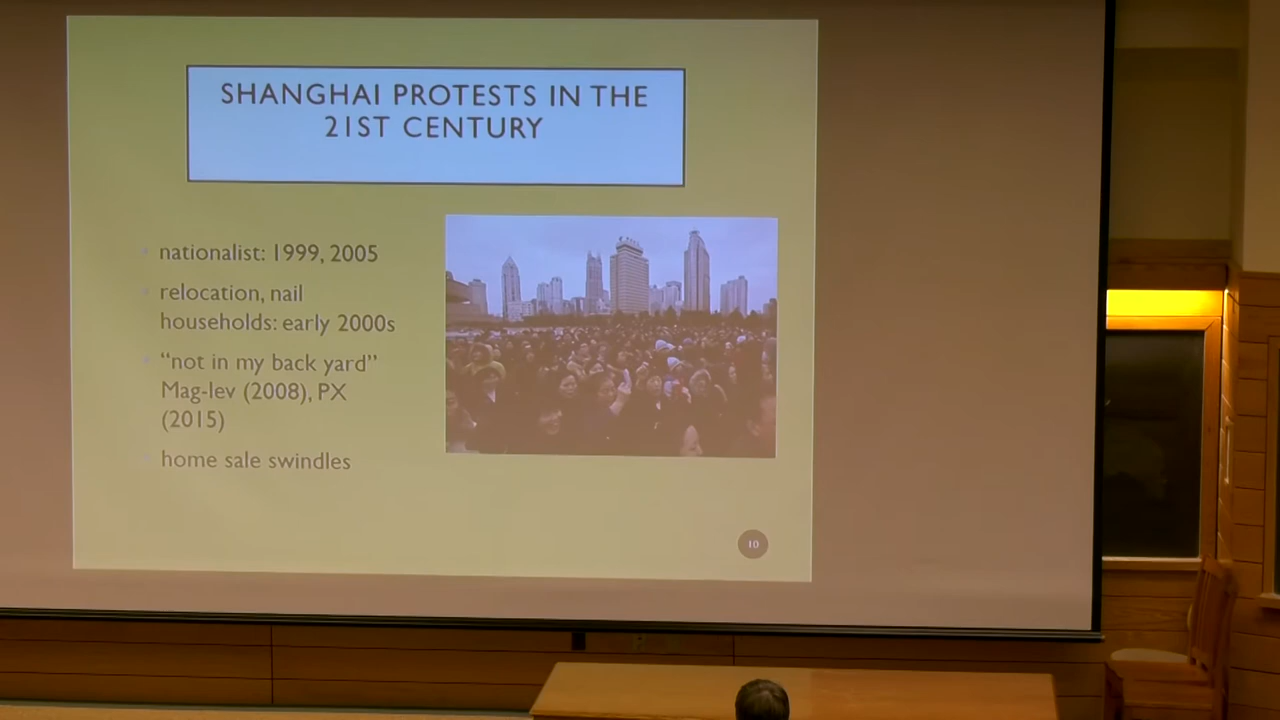 SHANGHAI PROTESTS IN THE
21ST CENTURY
nationalist: 1999, 2005
relocation, nail
households: early 2000s
“not in my back yard”
Mag-lev (2008), PX
(2015)
home sale swindles
10